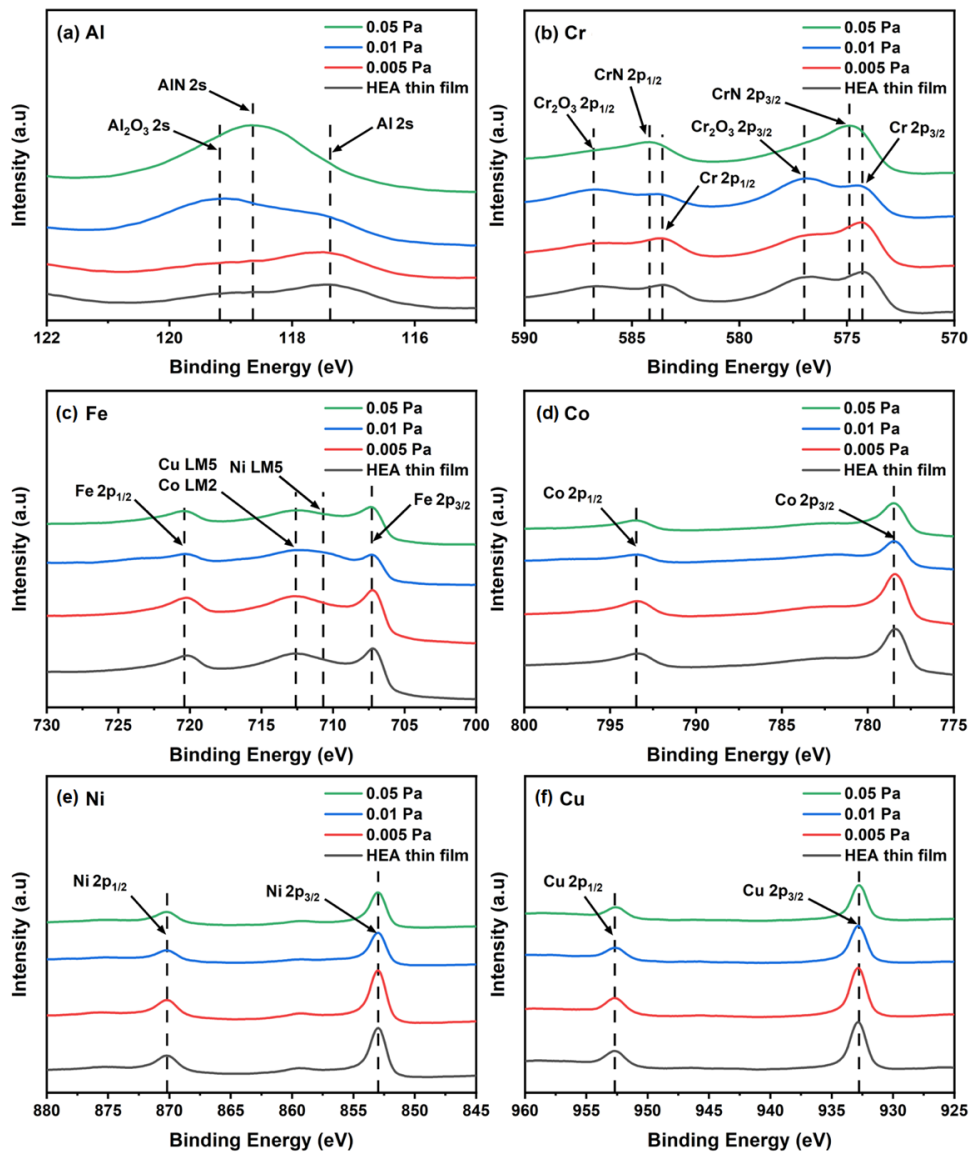 (a) Al
0.05 Pa
0.01 Pa
0.005 Pa
HEA thin film
AlN 2s
Al₂O₃ 2s
Al 2s
Intensity (a.u)
122 120 118 116
Binding Energy (eV)
(b) Cr
0.05 Pa
0.01 Pa
0.005 Pa
HEA thin film
CrN 2p₁/₂
Cr₂O₃ 2p₁/₂
CrN 2p₃/₂
Cr₂O₃ 2p₃/₂
Cr 2p₃/₂
Cr 2p₁/₂
Intensity (a.u)
590 585 580 575 570
Binding Energy (eV)
(c) Fe
0.05 Pa
0.01 Pa
0.005 Pa
HEA thin film
Cu LM5
Co LM2
Ni LM5
Fe 2p₁/₂
Fe 2p₃/₂
Intensity (a.u)
730 725 720 715 710 705 700
Binding Energy (eV)
(d) Co
0.05 Pa
0.01 Pa
0.005 Pa
HEA thin film
Co 2p₁/₂
Co 2p₃/₂
Intensity (a.u)
800 795 790 785 780 775
Binding Energy (eV)
(e) Ni
0.05 Pa
0.01 Pa
0.005 Pa
HEA thin film
Ni 2p₁/₂
Ni 2p₃/₂
Intensity (a.u)
880 875 870 865 860 855 850 845
Binding Energy (eV)
(f) Cu
0.05 Pa
0.01 Pa
0.005 Pa
HEA thin film
Cu 2p₁/₂
Cu 2p₃/₂
Intensity (a.u)
960 955 950 945 940 935 930 925
Binding Energy (eV)